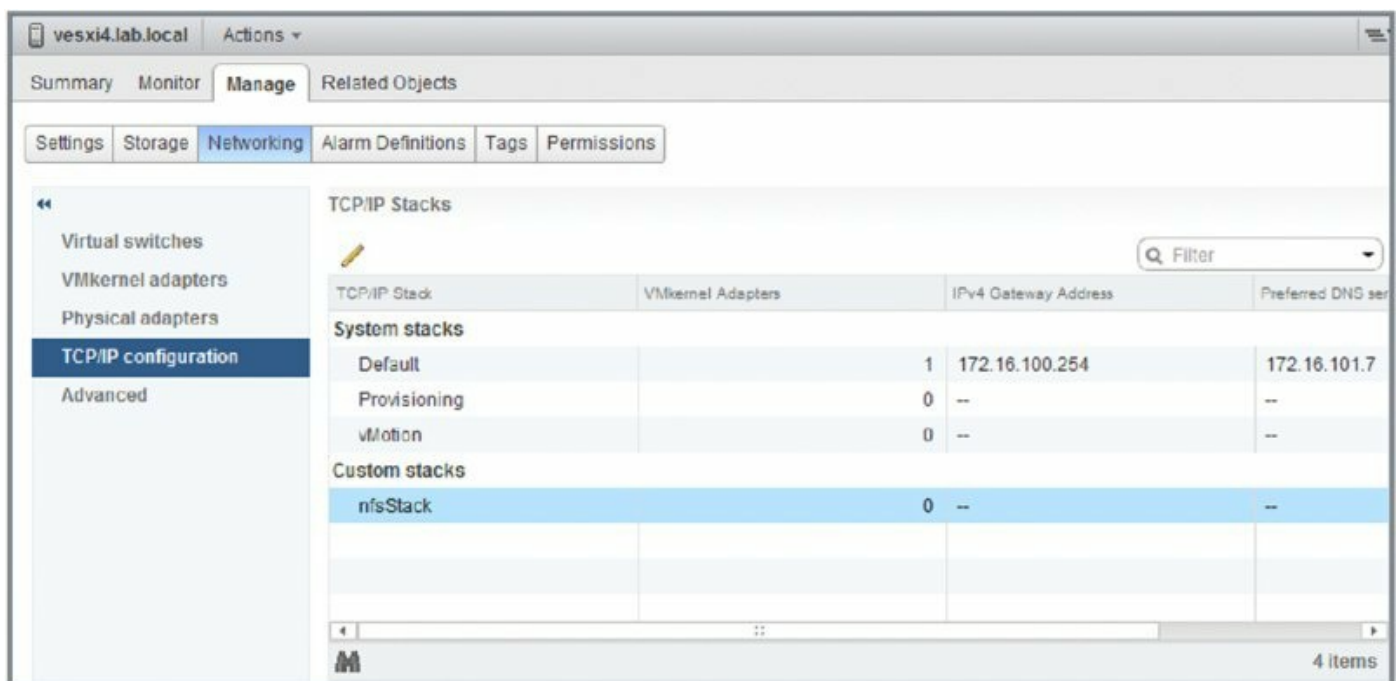 vesxi4.lab.local Actions
Summary Monitor Manage Related Objects
Settings Storage Networking Alarm Definitions Tags Permissions
TCP/IP Stacks
Virtual switches
VMkernel adapters
Physical adapters
TCP/IP configuration
Advanced
Filter
TCP/IP Stack VMkernel Adapters IPv4 Gateway Address Preferred DNS ser
System stacks
Default 1 172.16.100.254 172.16.101.7
Provisioning 0 -- --
vMotion 0 -- --
Custom stacks
nfsStack 0 -- --
4 items